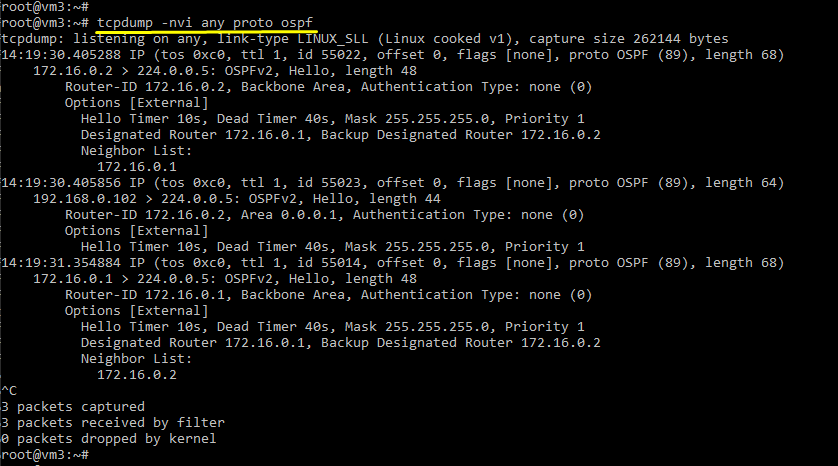 root@vm3:~#
root@vm3:~# tcpdump -nvi any proto ospf
tcpdump: listening on any, link-type LINUX_SLL (Linux cooked v1), capture size 262144 bytes
14:19:30.405288 IP (tos 0xc0, ttl 1, id 55022, offset 0, flags [none], proto OSPF (89), length 68)
    172.16.0.2 > 224.0.0.5: OSPFv2, Hello, length 48
        Router-ID 172.16.0.2, Backbone Area, Authentication Type: none (0)
        Options [External]
          Hello Timer 10s, Dead Timer 40s, Mask 255.255.255.0, Priority 1
          Designated Router 172.16.0.1, Backup Designated Router 172.16.0.2
          Neighbor List:
            172.16.0.1
14:19:30.405856 IP (tos 0xc0, ttl 1, id 55023, offset 0, flags [none], proto OSPF (89), length 64)
    192.168.0.102 > 224.0.0.5: OSPFv2, Hello, length 44
        Router-ID 172.16.0.2, Area 0.0.0.1, Authentication Type: none (0)
        Options [External]
          Hello Timer 10s, Dead Timer 40s, Mask 255.255.255.0, Priority 1
14:19:31.354884 IP (tos 0xc0, ttl 1, id 55014, offset 0, flags [none], proto OSPF (89), length 68)
    172.16.0.1 > 224.0.0.5: OSPFv2, Hello, length 48
        Router-ID 172.16.0.1, Backbone Area, Authentication Type: none (0)
        Options [External]
          Hello Timer 10s, Dead Timer 40s, Mask 255.255.255.0, Priority 1
          Designated Router 172.16.0.1, Backup Designated Router 172.16.0.2
          Neighbor List:
            172.16.0.2
^C
3 packets captured
3 packets received by filter
0 packets dropped by kernel
root@vm3:~#